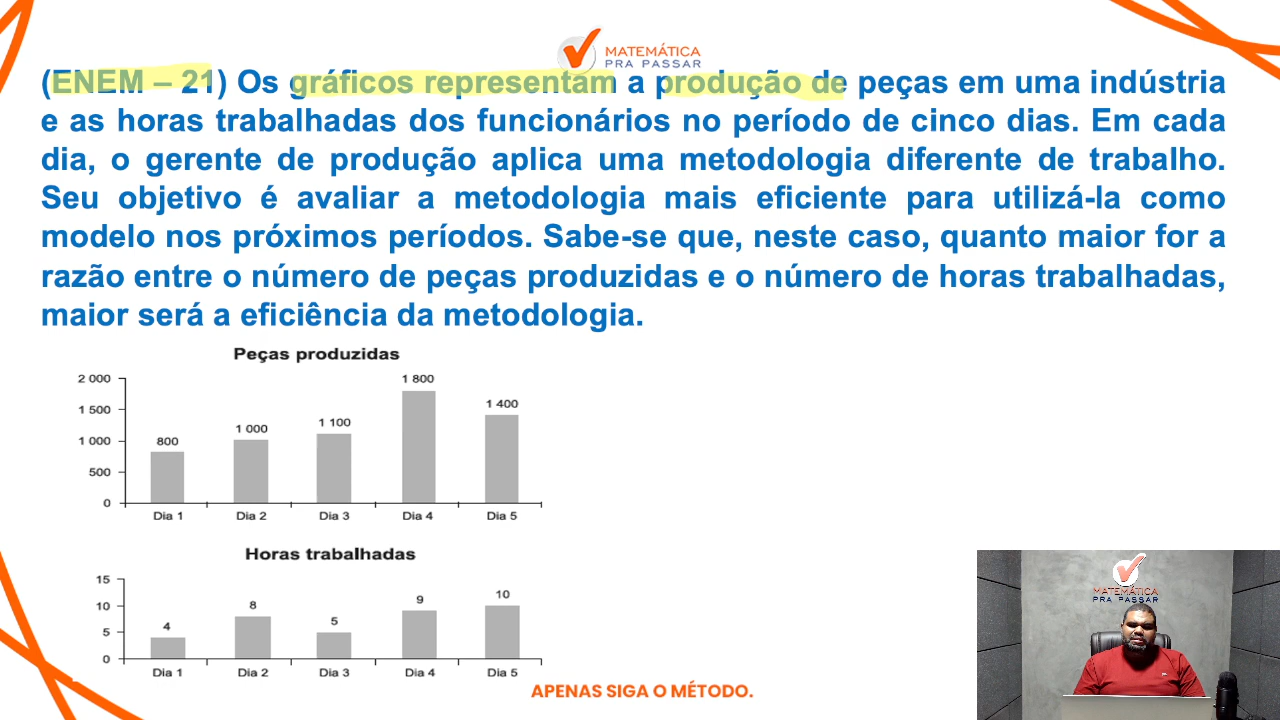 MATEMÁTICA
PRA PASSAR
(ENEM – 21) Os gráficos representam a produção de peças em uma indústria
e as horas trabalhadas dos funcionários no período de cinco dias. Em cada
dia, o gerente de produção aplica uma metodologia diferente de trabalho.
Seu objetivo é avaliar a metodologia mais eficiente para utilizá-la como
modelo nos próximos períodos. Sabe-se que, neste caso, quanto maior for a
razão entre o número de peças produzidas e o número de horas trabalhadas,
maior será a eficiência da metodologia.
Peças produzidas
2 000
1 500
1 000
500
0
800
1 000
1 100
1 800
1 400
Dia 1 Dia 2 Dia 3 Dia 4 Dia 5
Horas trabalhadas
15
10
5
0
4
8
5
9
10
Dia 1 Dia 2 Dia 3 Dia 4 Dia 5
MATEMÁTICA
PRA PASSAR
APENAS SIGA O MÉTODO.